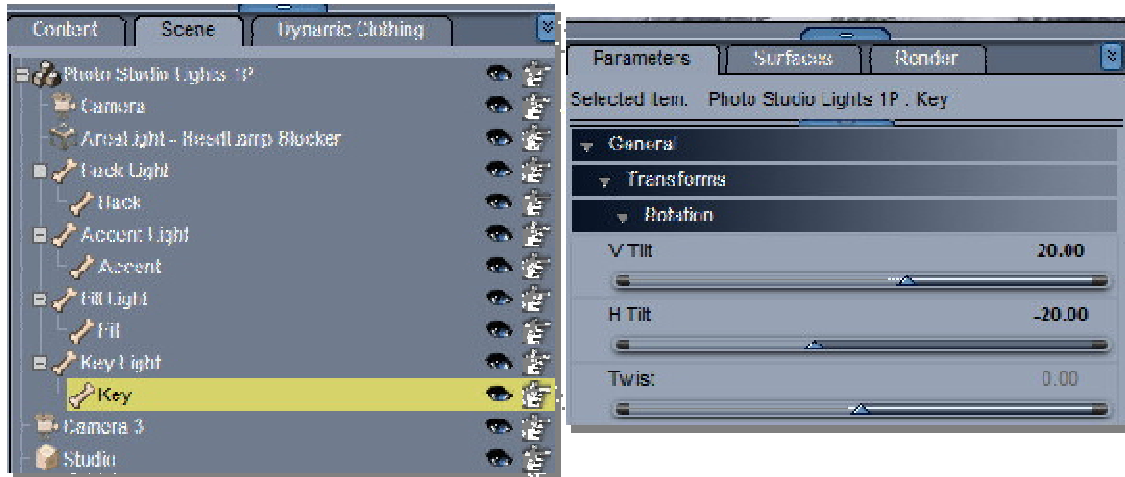 Content Scene Dynamic Clothing
Photo Studio Lights 1P
Camera
AreaLight - HeadLamp Blocker
Back Light
Back
Accent Light
Accent
Fill Light
Fill
Key Light
Key
Camera 3
Studio
Parameters Surfaces Render
Selected Item. Photo Studio Lights 1P . Key
General
Transforms
Rotation
V Tilt 20.00
H Tilt -20.00
Twist 0.00